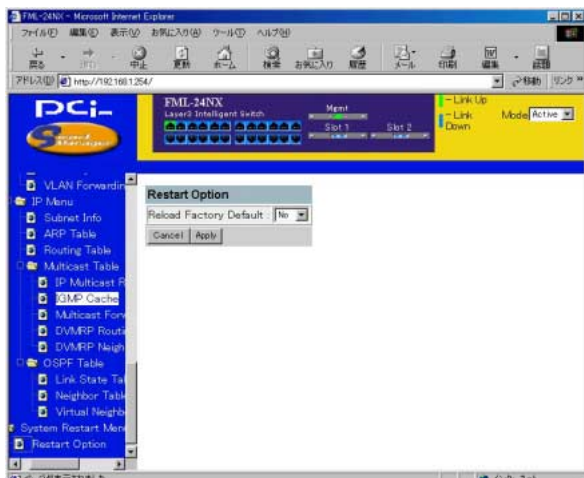 FML-24NX - Microsoft Internet Explorer
ファイル(F) 編集(E) 表示(V) お気に入り(A) ツール(T) ヘルプ(H)
戻る 中止 更新 ホーム 検索 お気に入り 履歴 メール 印刷 編集
アドレス(D) http://192.168.1.254/ 移動 リンク
PCi
FML-24NX
Layer3 Intelligent Switch
Mgmt
Slot 1 Slot 2
-Link Up
-Link Down
Mode Active
VLAN Forwardin
IP Menu
Subnet Info
ARP Table
Routing Table
Multicast Table
IP Multicast R
IGMP Cache
Multicast Forw
DVMRP Routi
DVMRP Neigh
OSPF Table
Link State Tab
Neighbor Table
Virtual Neighb
System Restart Men
Restart Option
Restart Option
Reload Factory Default : No
Cancel Apply